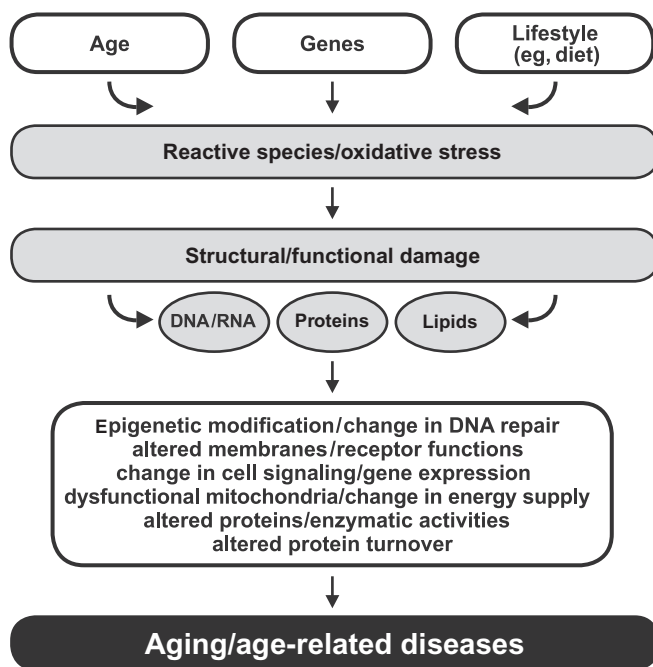 Age
Genes
Lifestyle
(eg, diet)
Reactive species/oxidative stress
Structural/functional damage
DNA/RNA
Proteins
Lipids
Epigenetic modification/change in DNA repair
altered membranes/receptor functions
change in cell signaling/gene expression
dysfunctional mitochondria/change in energy supply
altered proteins/enzymatic activities
altered protein turnover
Aging/age-related diseases